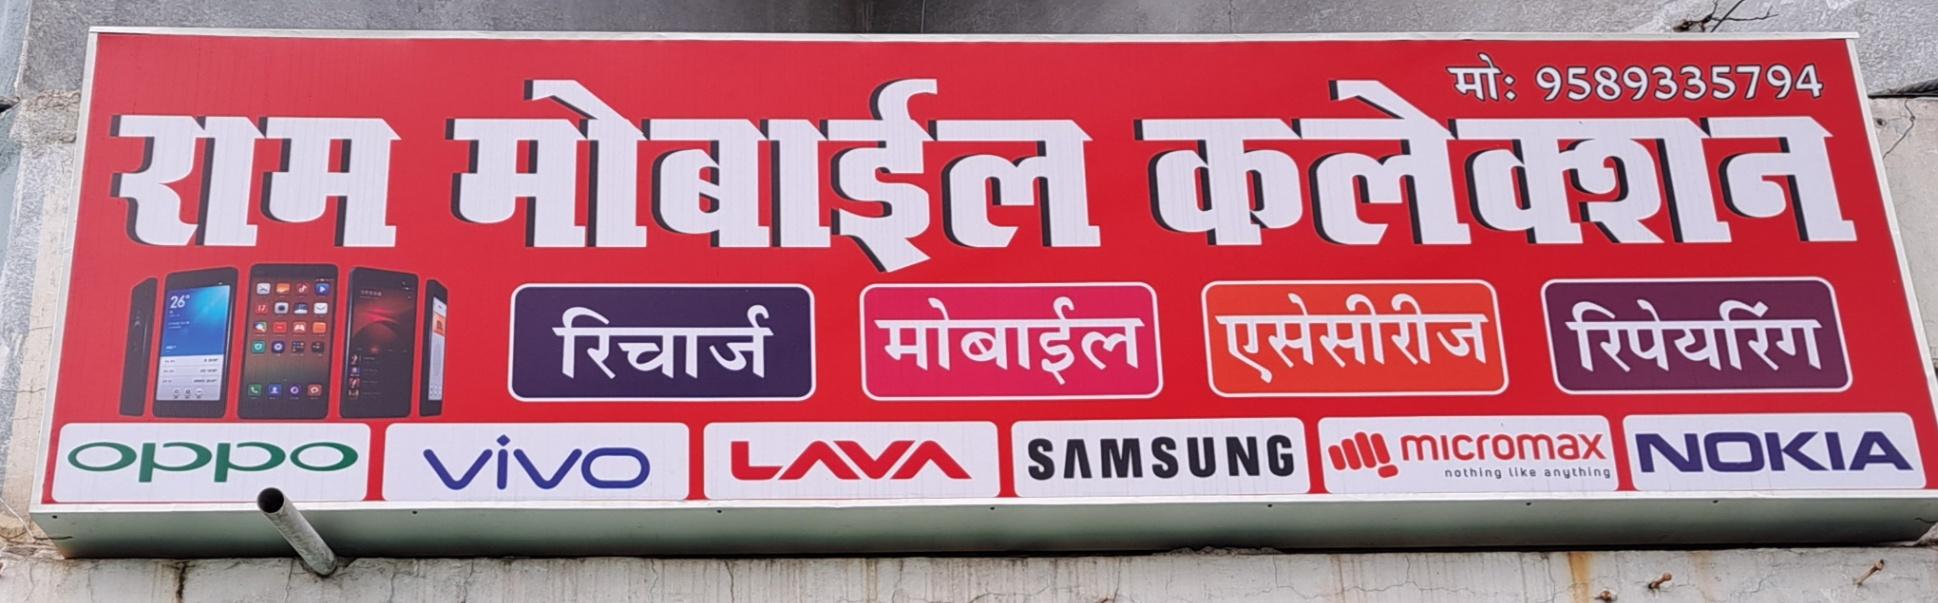 मो: 9589335794
राम मोबाईल कलेक्शन
रिचार्ज मोबाईल एसेसीरीज रिपेयरिंग
oppo vivo LAVA SAMSUNG micromax NOKIA
nothing like anything